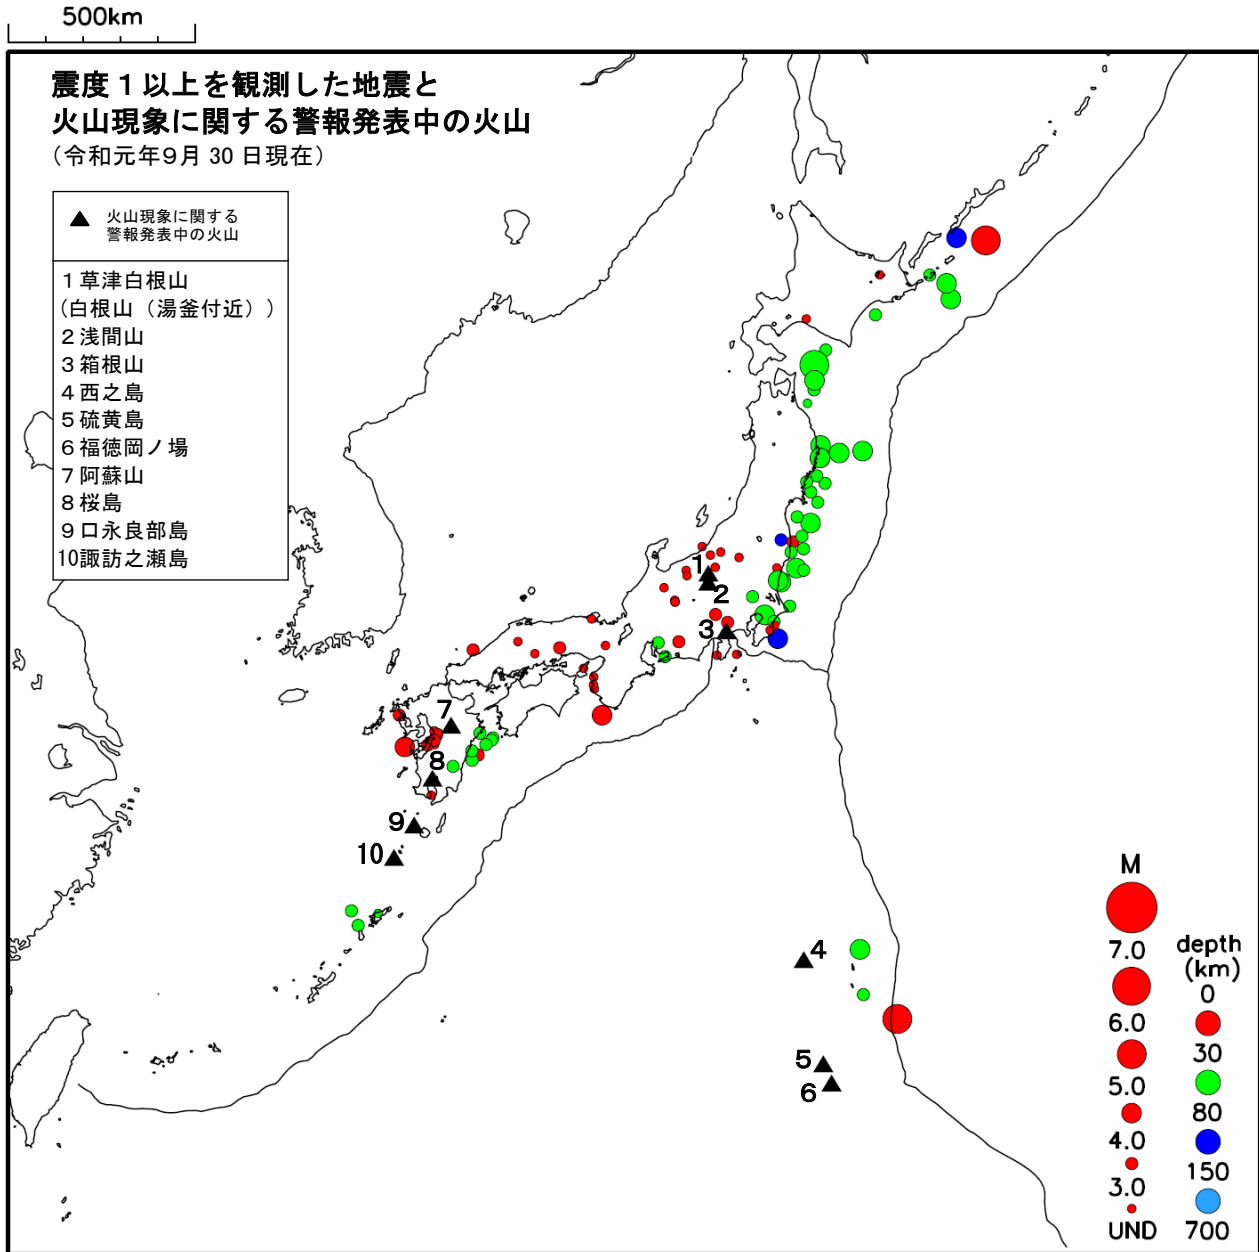 500km
震度１以上を観測した地震と
火山現象に関する警報発表中の火山
（令和元年９月 30 日現在）
▲ 火山現象に関する
警報発表中の火山
１草津白根山
（白根山（湯釜付近））
２浅間山
３箱根山
４西之島
５硫黄島
６福徳岡ノ場
７阿蘇山
８桜島
９口永良部島
10諏訪之瀬島
1
2
3
7
8
9
10
4
5
6
M
7.0
6.0
5.0
4.0
3.0
UND
depth
(km)
0
30
80
150
700